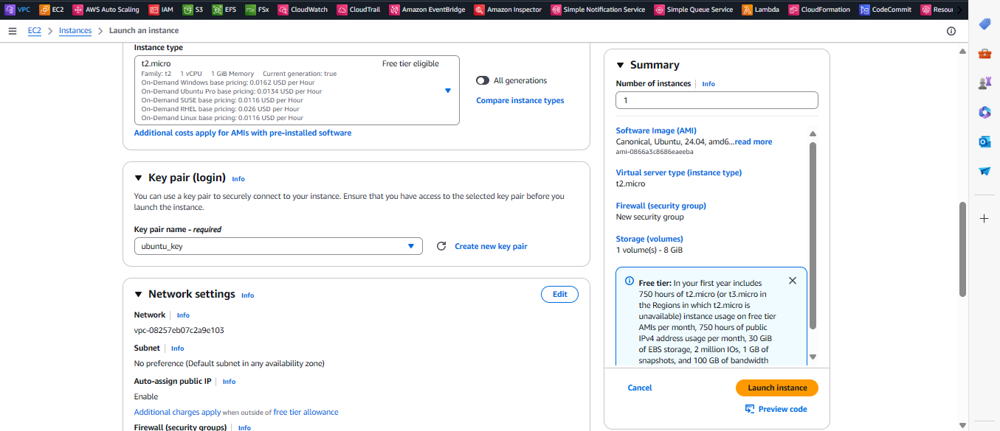 VPC EC2 AWS Auto Scaling IAM S3 EFS FSx CloudWatch CloudTrail Amazon EventBridge Amazon Inspector Simple Notification Service Simple Queue Service Lambda CloudFormation CodeCommit Resou
EC2 > Instances > Launch an instance
Instance type
t2.micro Free tier eligible
Family: t2 1 vCPU 1 GiB Memory Current generation: true
On-Demand Windows base pricing: 0.0162 USD per Hour
On-Demand Ubuntu Pro base pricing: 0.0134 USD per Hour
On-Demand SUSE base pricing: 0.0116 USD per Hour
On-Demand RHEL base pricing: 0.026 USD per Hour
On-Demand Linux base pricing: 0.0116 USD per Hour
All generations
Compare instance types
Additional costs apply for AMIs with pre-installed software
Key pair (login) Info
You can use a key pair to securely connect to your instance. Ensure that you have access to the selected key pair before you
launch the instance.
Key pair name - required
ubuntu_key
Create new key pair
Network settings Info
Edit
Network Info
vpc-08257eb07c2a9e103
Subnet Info
No preference (Default subnet in any availability zone)
Auto-assign public IP Info
Enable
Additional charges apply when outside of free tier allowance
Firewall (security groups) Info
Summary
Number of instances Info
1
Software Image (AMI)
Canonical, Ubuntu, 24.04, amd6...read more
ami-0866a3c8686eaeeba
Virtual server type (instance type)
t2.micro
Firewall (security group)
New security group
Storage (volumes)
1 volume(s) - 8 GiB
Free tier: In your first year includes
750 hours of t2.micro (or t3.micro in
the Regions in which t2.micro is
unavailable) instance usage on free tier
AMIs per month, 750 hours of public
IPv4 address usage per month, 30 GiB
of EBS storage, 2 million IOs, 1 GB of
snapshots, and 100 GB of bandwidth
Cancel
Launch instance
Preview code